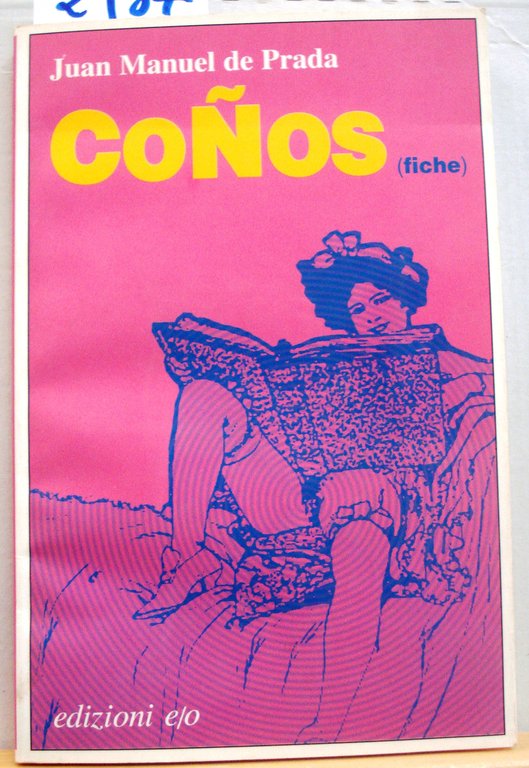 Juan Manuel de Prada
COÑOS (fiche)
edizioni e/o